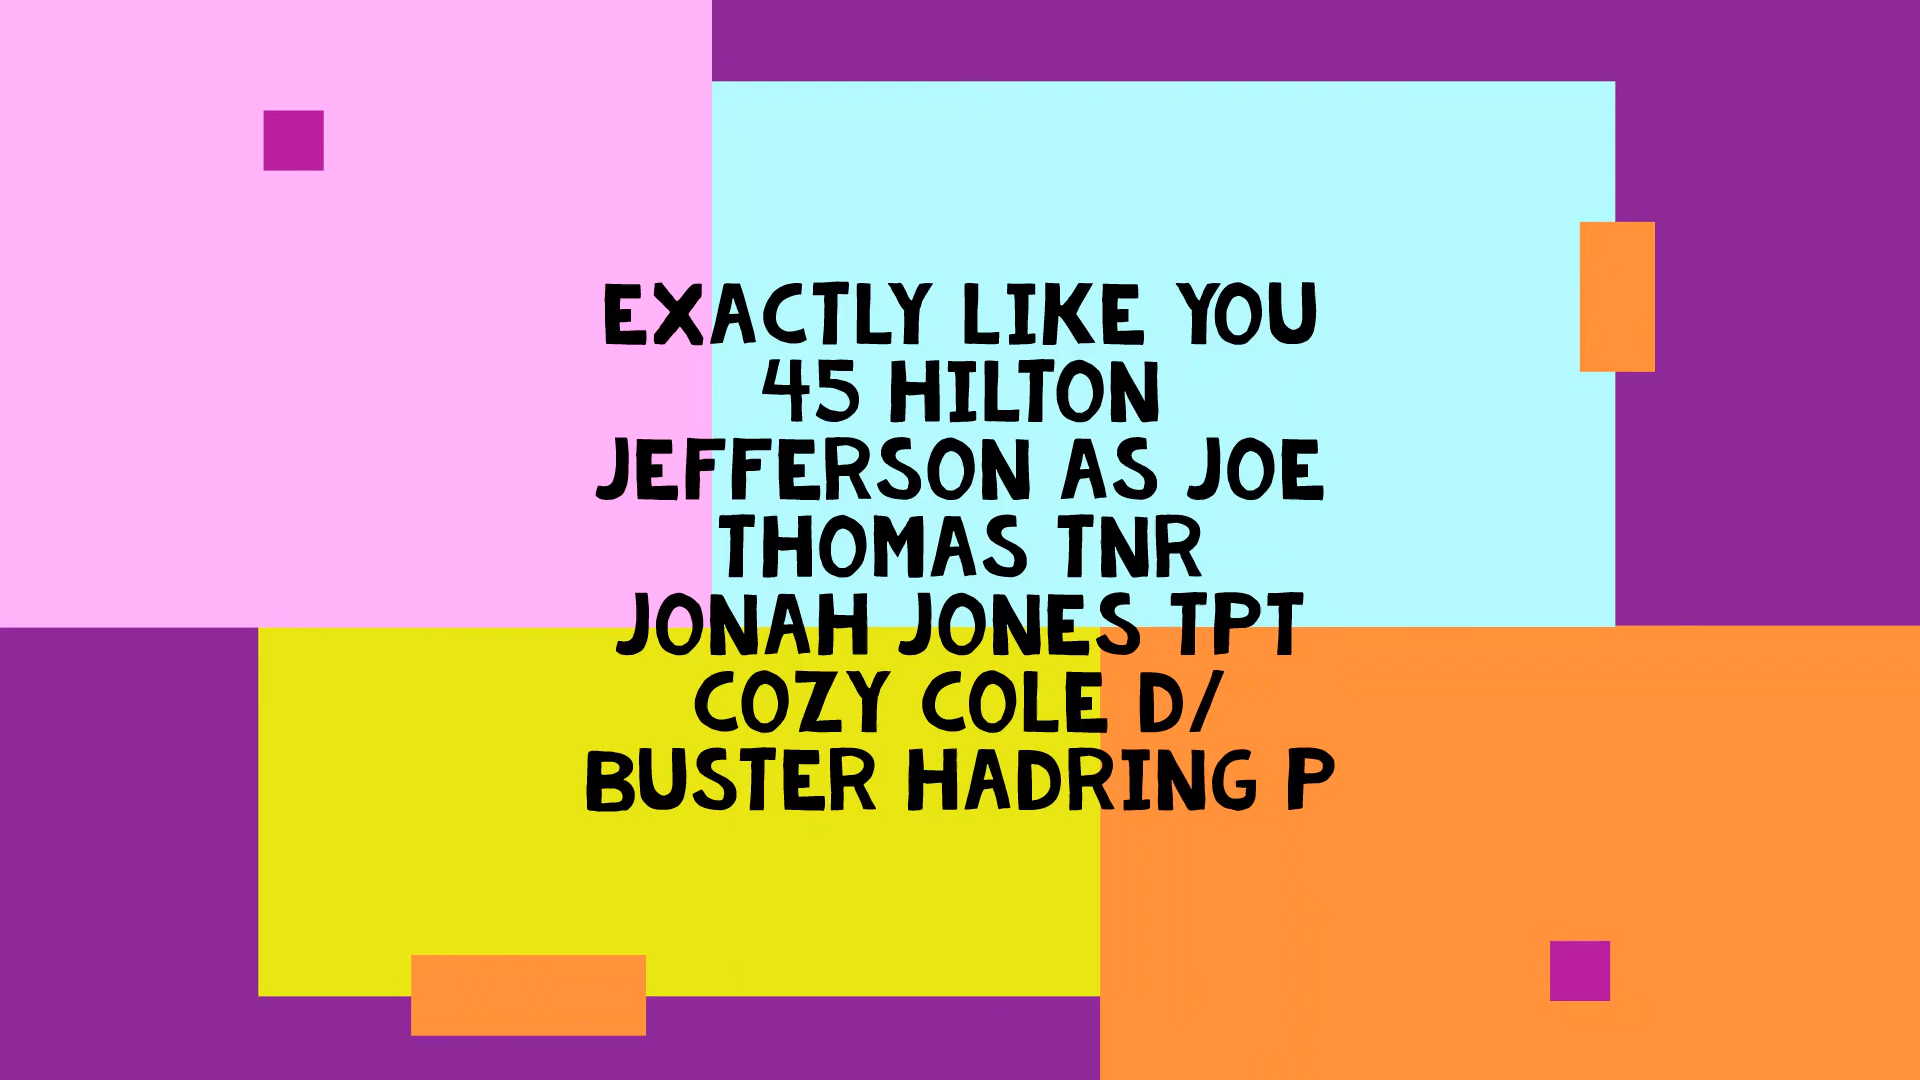 EXACTLY LIKE YOU
45 HILTON
JEFFERSON AS JOE
THOMAS TNR
JONAH JONES TPT
COZY COLE D/
BUSTER HADRING P